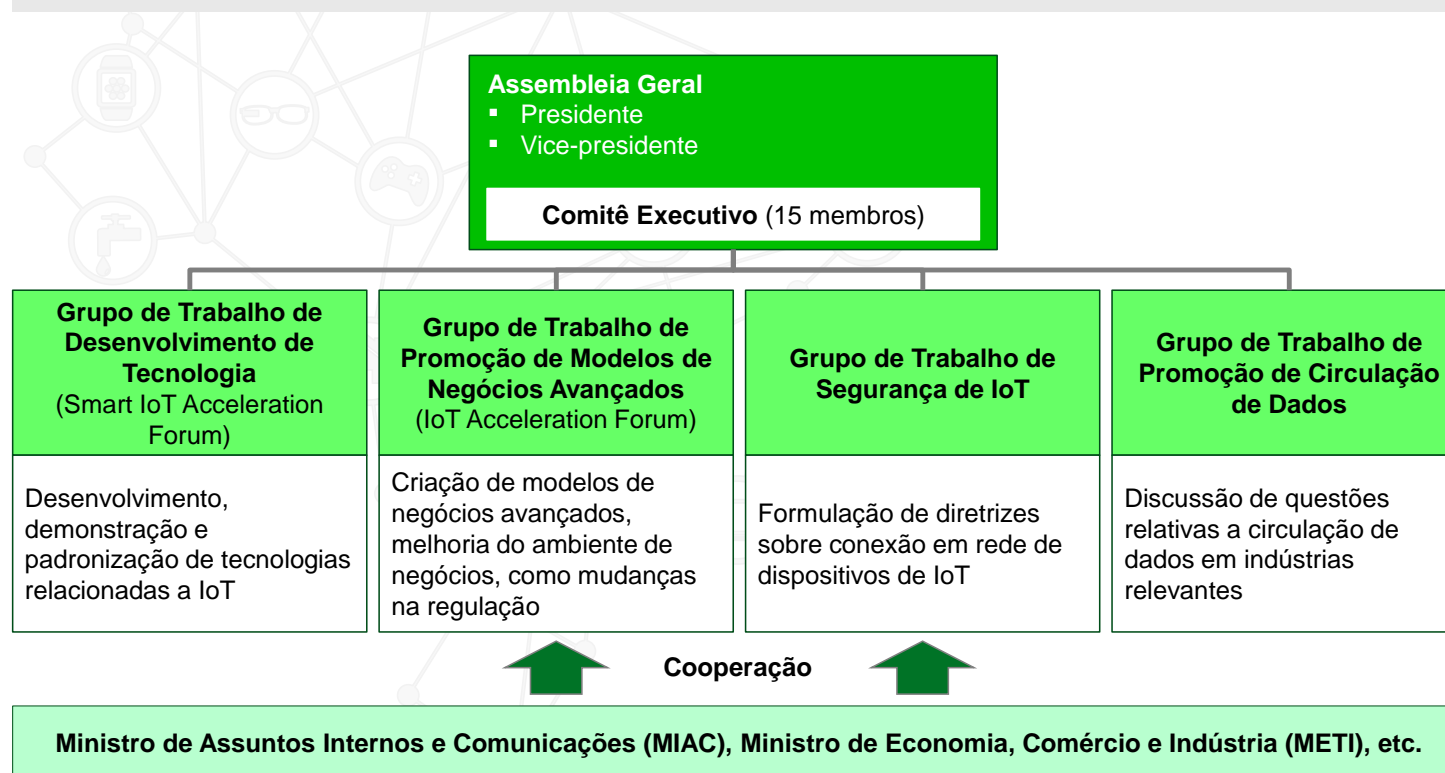 Assembleia Geral
▪ Presidente
▪ Vice-presidente
Comitê Executivo (15 membros)
Grupo de Trabalho de
Desenvolvimento de
Tecnologia
(Smart IoT Acceleration
Forum)
Desenvolvimento,
demonstração e
padronização de tecnologias
relacionadas a IoT
Grupo de Trabalho de
Promoção de Modelos de
Negócios Avançados
(IoT Acceleration Forum)
Criação de modelos de
negócios avançados,
melhoria do ambiente de
negócios, como mudanças
na regulação
Grupo de Trabalho de
Segurança de IoT
Formulação de diretrizes
sobre conexão em rede de
dispositivos de IoT
Grupo de Trabalho de
Promoção de Circulação
de Dados
Discussão de questões
relativas a circulação de
dados em indústrias
relevantes
Cooperação
Ministro de Assuntos Internos e Comunicações (MIAC), Ministro de Economia, Comércio e Indústria (METI), etc.